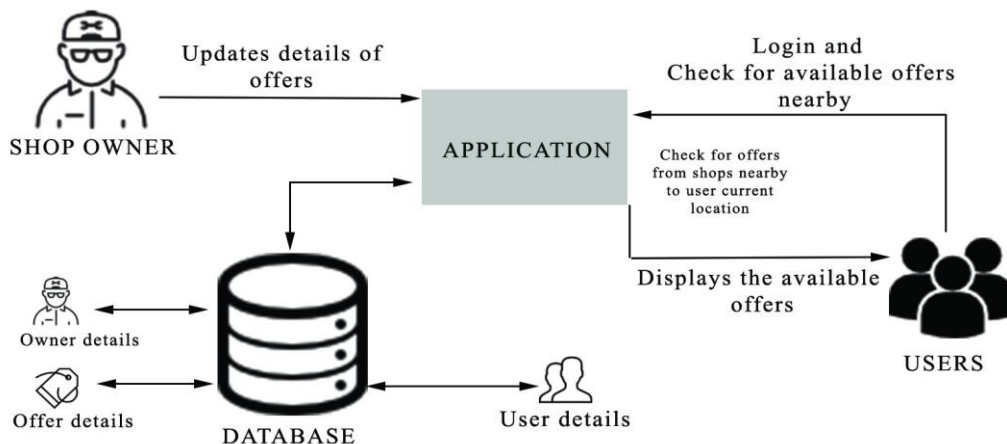 Updates details of
offers
SHOP OWNER
APPLICATION
Login and
Check for available offers
nearby
Check for offers
from shops nearby
to user current
location
Displays the available
offers
USERS
Owner details
Offer details
DATABASE
User details